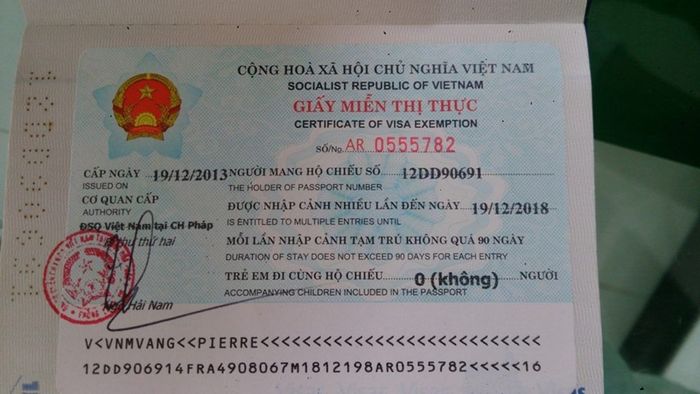 CỘNG HOÀ XÃ HỘI CHỦ NGHĨA VIỆT NAM
SOCIALIST REPUBLIC OF VIETNAM
GIẤY MIỄN THỊ THỰC
CERTIFICATE OF VISA EXEMPTION
SỐ/No AR 0555782
CẤP NGÀY 19/12/2013 NGƯỜI MANG HỘ CHIẾU SỐ 12DD90691
ISSUED ON THE HOLDER OF PASSPORT NUMBER
CƠ QUAN CẤP ĐƯỢC NHẬP CẢNH NHIỀU LẦN ĐẾN NGÀY 19/12/2018
AUTHORITY IS ENTITLED TO MULTIPLE ENTRIES UNTIL
ĐSQ Việt Nam tại CH Pháp
thư thứ hai MỖI LẦN NHẬP CẢNH TẠM TRÚ KHÔNG QUÁ 90 NGÀY
DURATION OF STAY DOES NOT EXCEED 90 DAYS FOR EACH ENTRY
TRẺ EM ĐI CÙNG HỘ CHIẾU 0 (không) NGƯỜI
ACCOMPANYING CHILDREN INCLUDED IN THE PASSPORT
Hải Nam
V<VNMVANG<<PIERRE<<<<<<<<<<<<<<<<<<<<<<<<<<<
12DD906914FRA4908067M1812198AR0555782<<<<<16